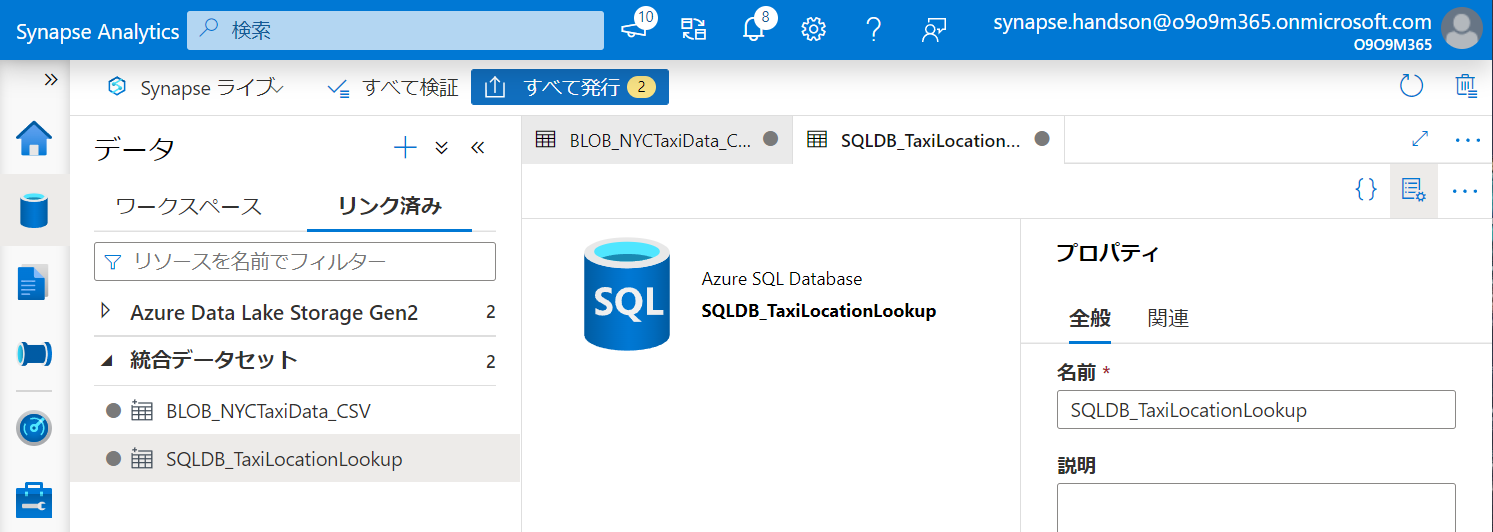 Synapse Analytics
検索
10
8
synapse.handson@o9o9m365.onmicrosoft.com
O9O9M365
Synapse ライブ
すべて検証
すべて発行 2
データ
ワークスペース
リンク済み
リソースを名前でフィルター
Azure Data Lake Storage Gen2 2
統合データセット 2
BLOB_NYCTaxiData_CSV
SQLDB_TaxiLocationLookup
BLOB_NYCTaxiData_C...
SQLDB_TaxiLocation...
{}
SQL
Azure SQL Database
SQLDB_TaxiLocationLookup
プロパティ
全般
関連
名前 *
SQLDB_TaxiLocationLookup
説明